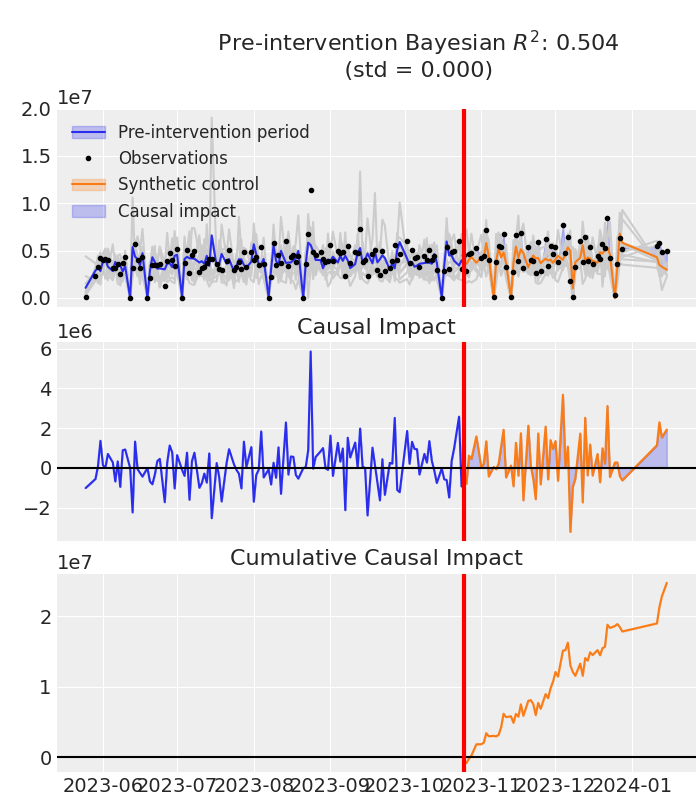 Pre-intervention Bayesian R²: 0.504
(std = 0.000)
1e7
2.0
1.5
1.0
0.5
0.0
Pre-intervention period
Observations
Synthetic control
Causal impact
Causal Impact
1e6
6
4
2
0
−2
Cumulative Causal Impact
1e7
2
1
0
2023-06 2023-07 2023-08 2023-09 2023-10 2023-11 2023-12 2024-01